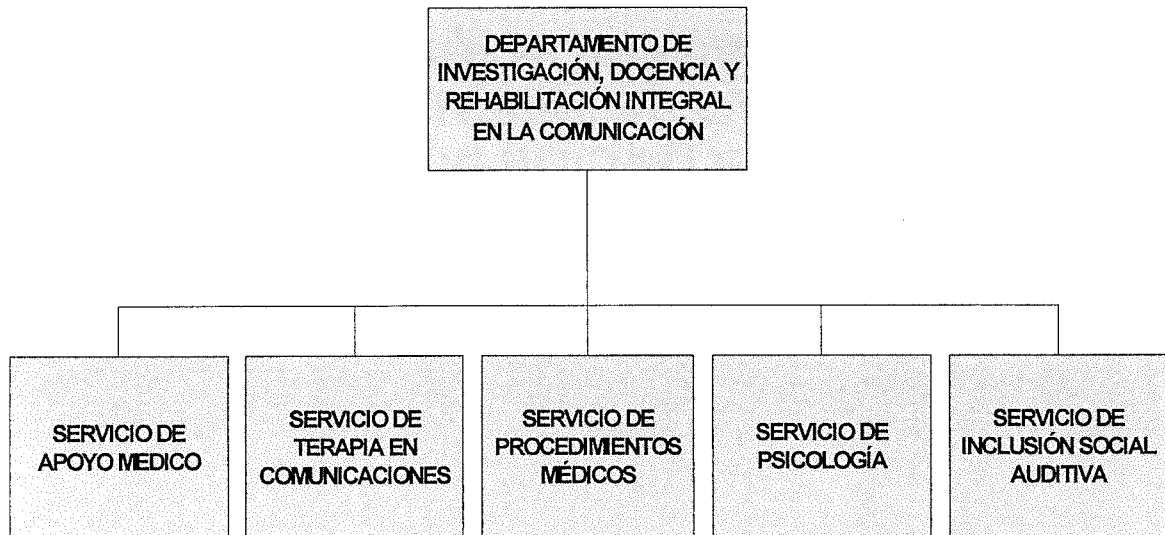 DEPARTAMENTO DE
INVESTIGACIÓN, DOCENCIA Y
REHABILITACIÓN INTEGRAL
EN LA COMUNICACIÓN
SERVICIO DE
APOYO MEDICO
SERVICIO DE
TERAPIA EN
COMUNICACIONES
SERVICIO DE
PROCEDIMIENTOS
MÉDICOS
SERVICIO DE
PSICOLOGÍA
SERVICIO DE
INCLUSIÓN SOCIAL
AUDITIVA